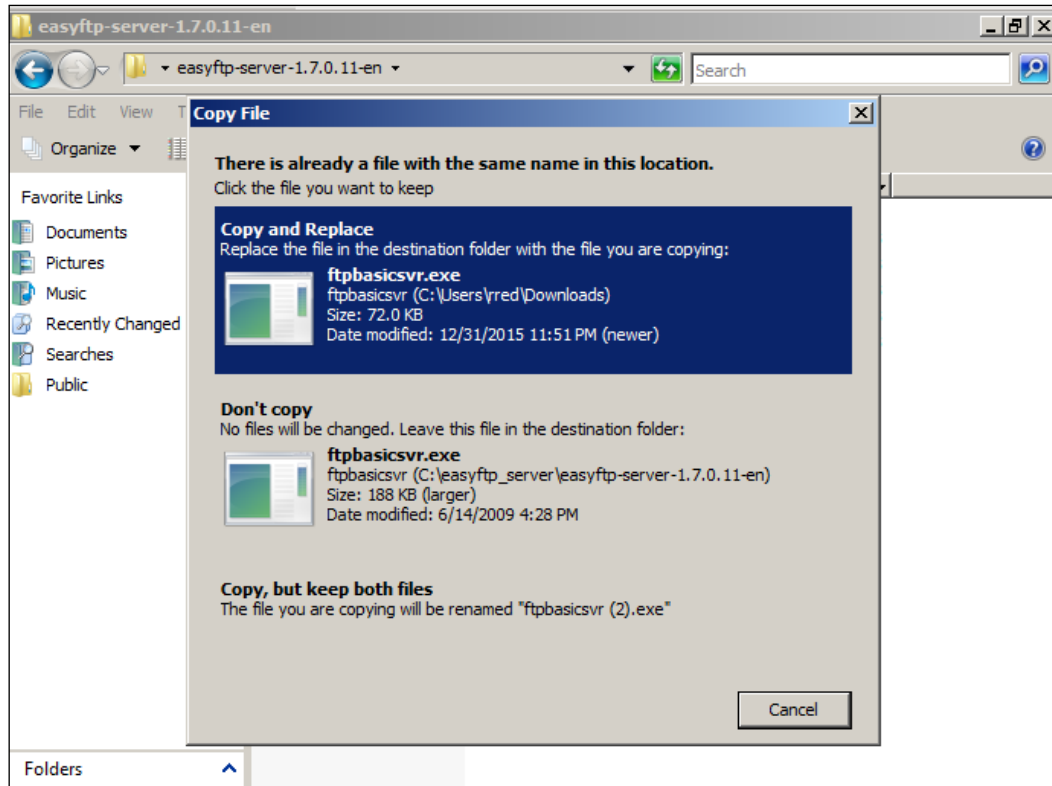 easyftp-server-1.7.0.11-en
easyftp-server-1.7.0.11-en
Search
File Edit View T
Organize
Copy File
There is already a file with the same name in this location.
Click the file you want to keep
Favorite Links
Documents
Pictures
Music
Recently Changed
Searches
Public
Copy and Replace
Replace the file in the destination folder with the file you are copying:
ftpbasicsvr.exe
ftpbasicsvr (C:\Users\rred\Downloads)
Size: 72.0 KB
Date modified: 12/31/2015 11:51 PM (newer)
Don't copy
No files will be changed. Leave this file in the destination folder:
ftpbasicsvr.exe
ftpbasicsvr (C:\easyftp_server\easyftp-server-1.7.0.11-en)
Size: 188 KB (larger)
Date modified: 6/14/2009 4:28 PM
Copy, but keep both files
The file you are copying will be renamed "ftpbasicsvr (2).exe"
Cancel
Folders